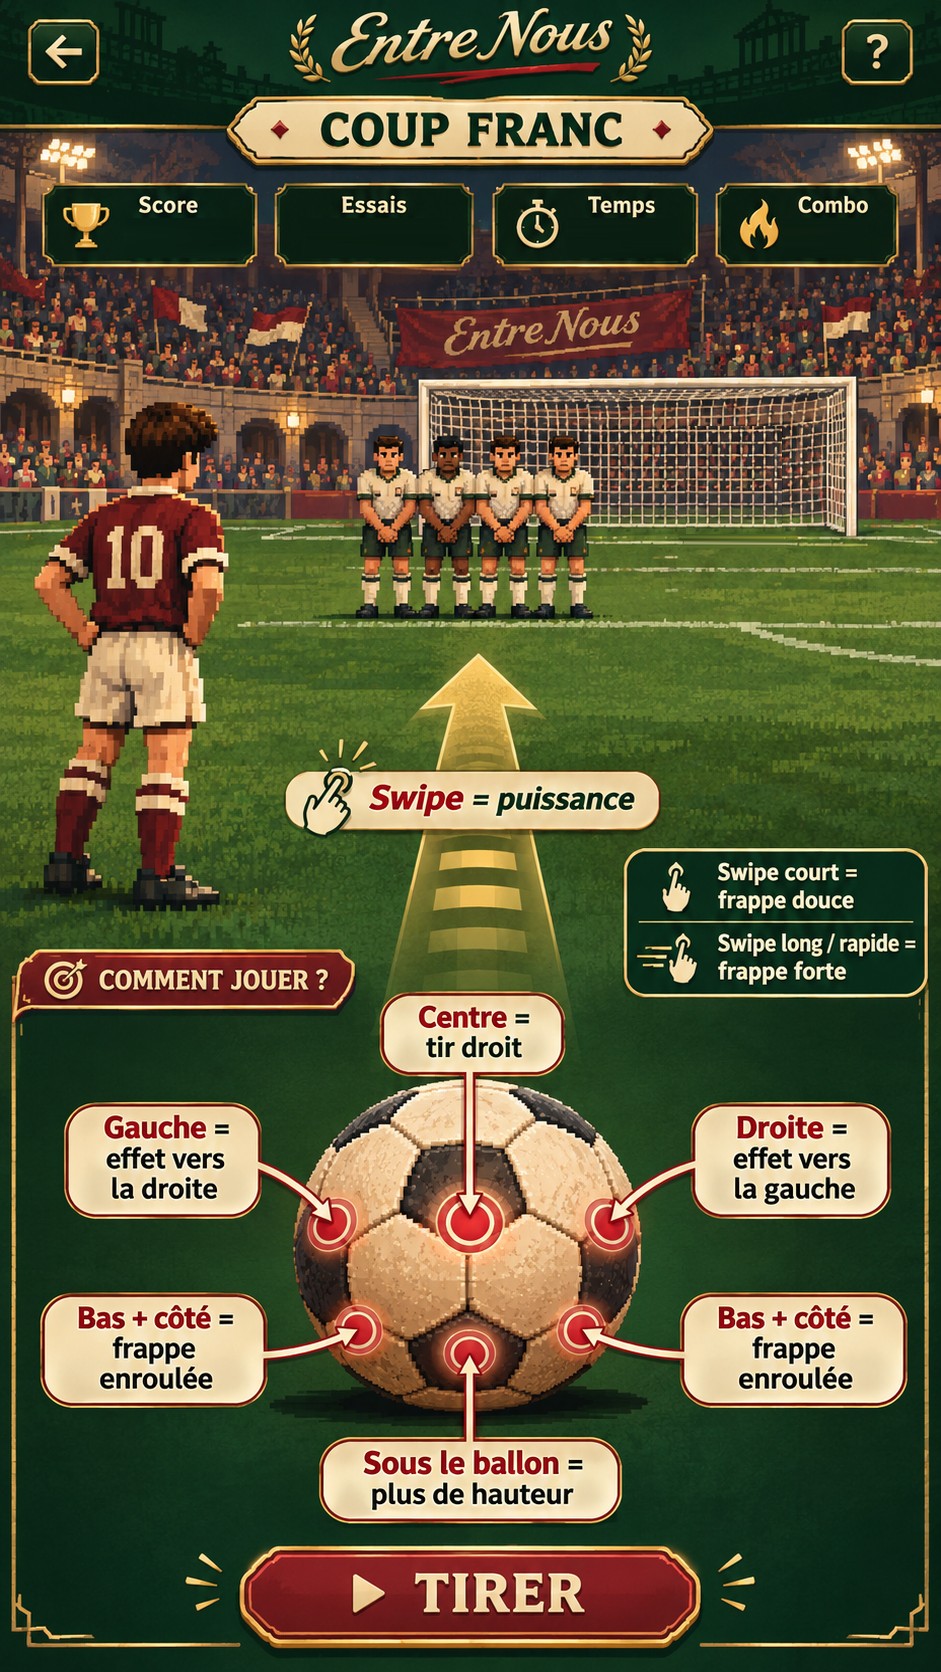 Entre Nous
?
COUP FRANC
Score
Essais
Temps
Combo
Entre Nous
10
Swipe = puissance
Swipe court =
frappe douce
Swipe long / rapide =
frappe forte
COMMENT JOUER ?
Centre =
tir droit
Gauche =
effet vers
la droite
Droite =
effet vers
la gauche
Bas + côté =
frappe
enroulée
Bas + côté =
frappe
enroulée
Sous le ballon =
plus de hauteur
TIRER